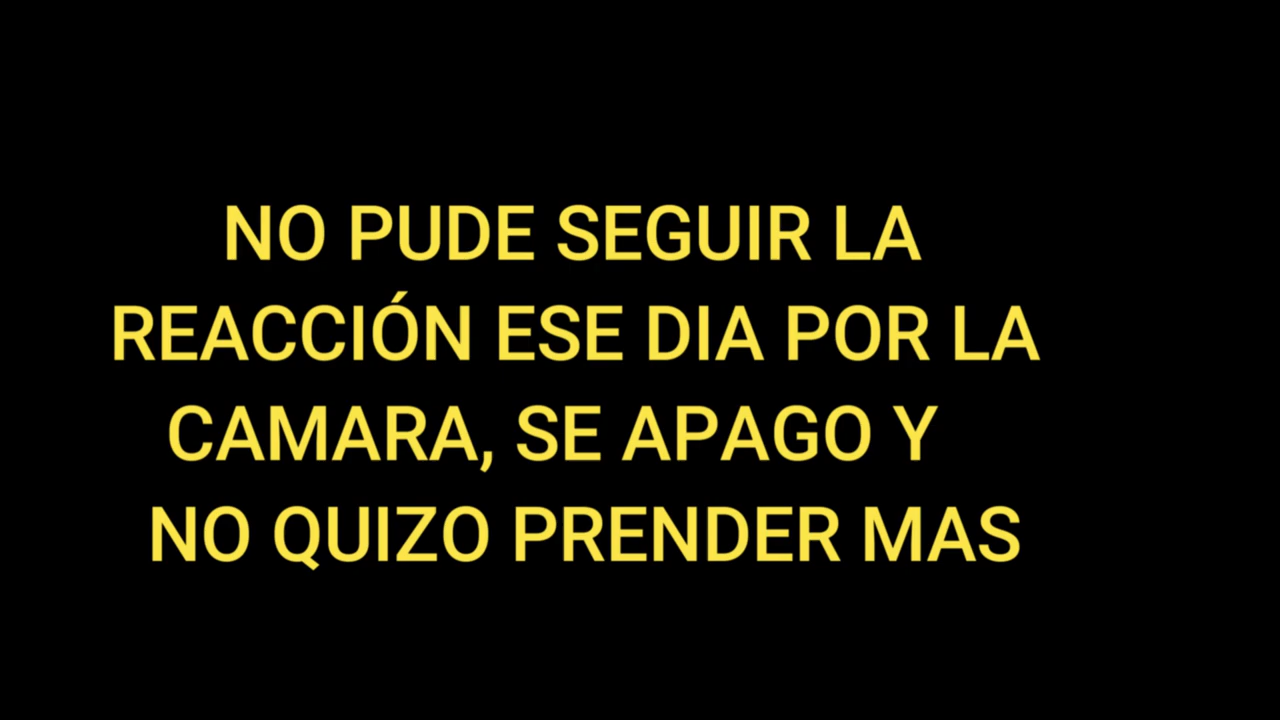 NO PUDE SEGUIR LA
REACCIÓN ESE DIA POR LA
CAMARA, SE APAGO Y
NO QUIZO PRENDER MAS